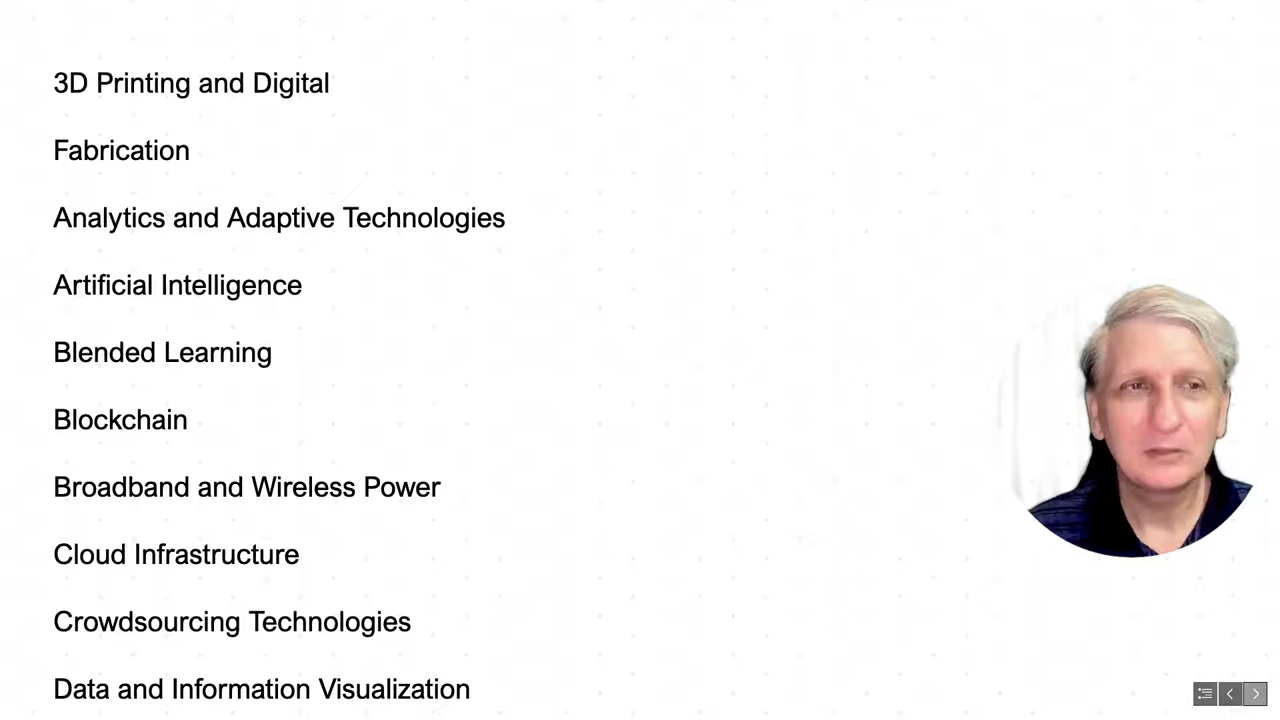 3D Printing and Digital
Fabrication
Analytics and Adaptive Technologies
Artificial Intelligence
Blended Learning
Blockchain
Broadband and Wireless Power
Cloud Infrastructure
Crowdsourcing Technologies
Data and Information Visualization